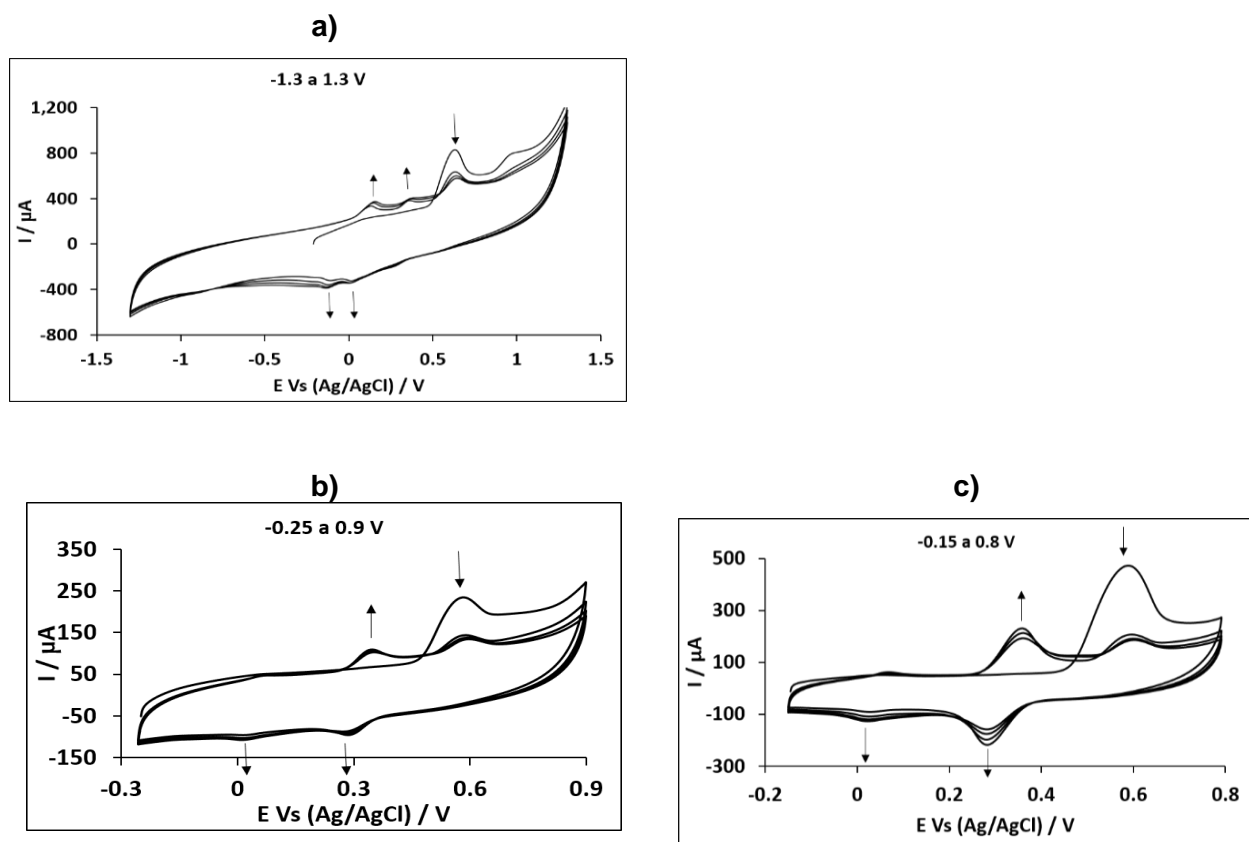 a)
-1.3 a 1.3 V
1,200
800
400
0
-400
-800
I / µA
-1.5 -1 -0.5 0 0.5 1 1.5
E Vs (Ag/AgCl) / V
b)
-0.25 a 0.9 V
350
250
150
50
-50
-150
I / µA
-0.3 0 0.3 0.6 0.9
E Vs (Ag/AgCl) / V
c)
-0.15 a 0.8 V
500
300
100
-100
-300
I / µA
-0.2 0 0.2 0.4 0.6 0.8
E Vs (Ag/AgCl) / V